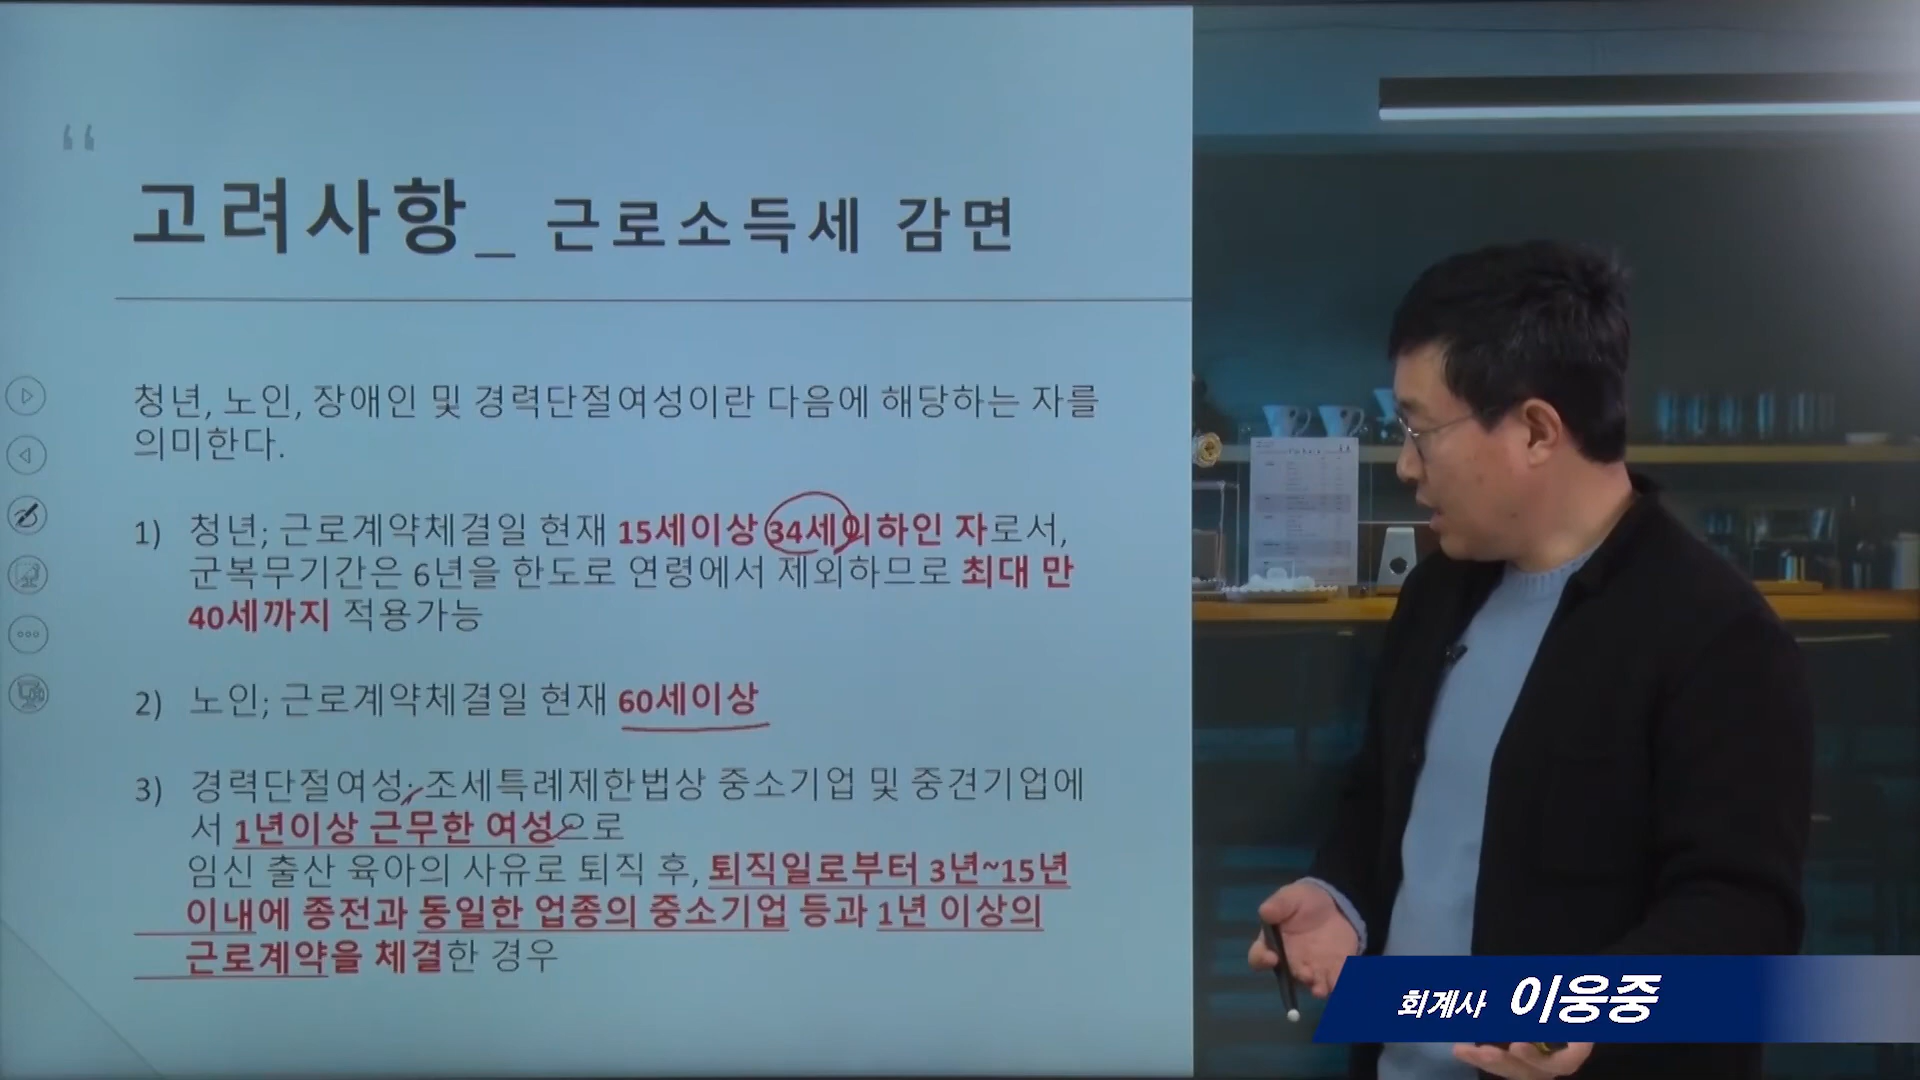 “
고려사항_ 근로소득세 감면
청년, 노인, 장애인 및 경력단절여성이란 다음에 해당하는 자를
의미한다.
1) 청년; 근로계약체결일 현재 15세이상 34세이하인 자로서,
군복무기간은 6년을 한도로 연령에서 제외하므로 최대 만
40세까지 적용가능
2) 노인; 근로계약체결일 현재 60세이상
3) 경력단절여성; 조세특례제한법상 중소기업 및 중견기업에
서 1년이상 근무한 여성으로
임신 출산 육아의 사유로 퇴직 후, 퇴직일로부터 3년~15년
이내에 종전과 동일한 업종의 중소기업 등과 1년 이상의
근로계약을 체결한 경우
회계사 이웅중